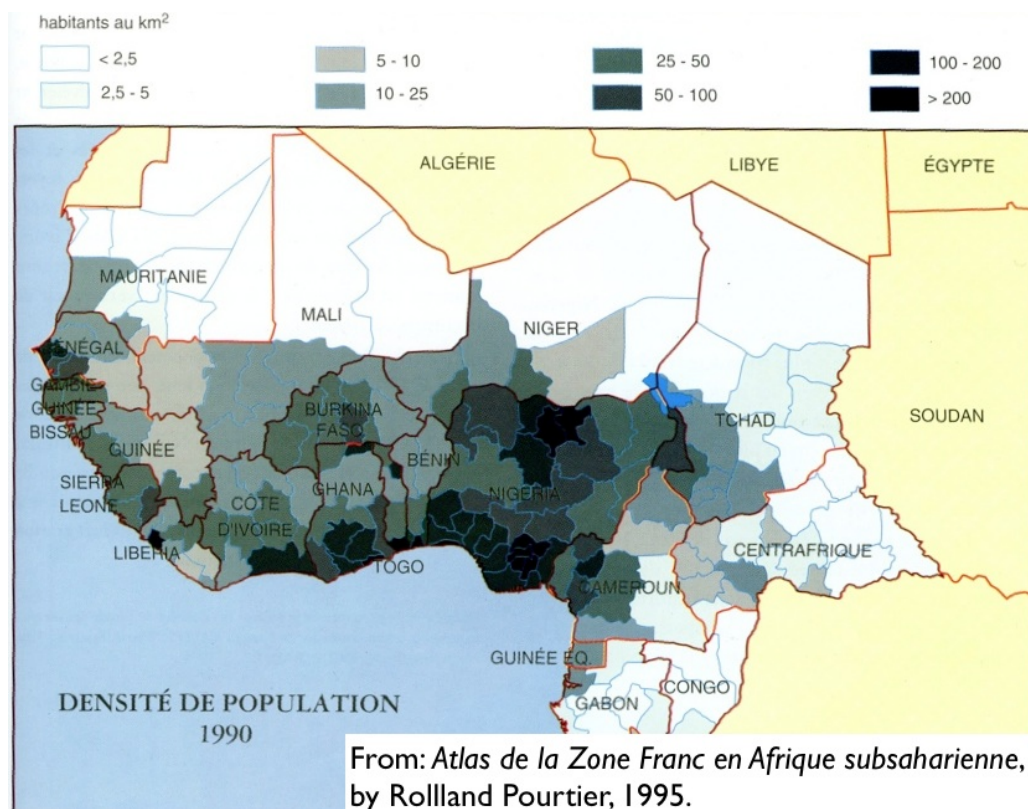 habitants au km²
< 2,5
5 - 10
25 - 50
100 - 200
2,5 - 5
10 - 25
50 - 100
> 200
ALGÉRIE
LIBYE
ÉGYPTE
MAURITANIE
MALI
NIGER
SÉNÉGAL
TCHAD
SOUDAN
GAMBIE
GUINÉE
BISSAU
BURKINA
FASO
BÉNIN
GUINÉE
SIERRA
LEONE
CÔTE
D'IVOIRE
GHANA
NIGÉRIA
LIBÉRIA
TOGO
CENTRAFRIQUE
CAMEROUN
GUINÉE EQ.
CONGO
GABON
DENSITÉ DE POPULATION
1990
From: Atlas de la Zone Franc en Afrique subsaharienne,
by Rollland Pourtier, 1995.